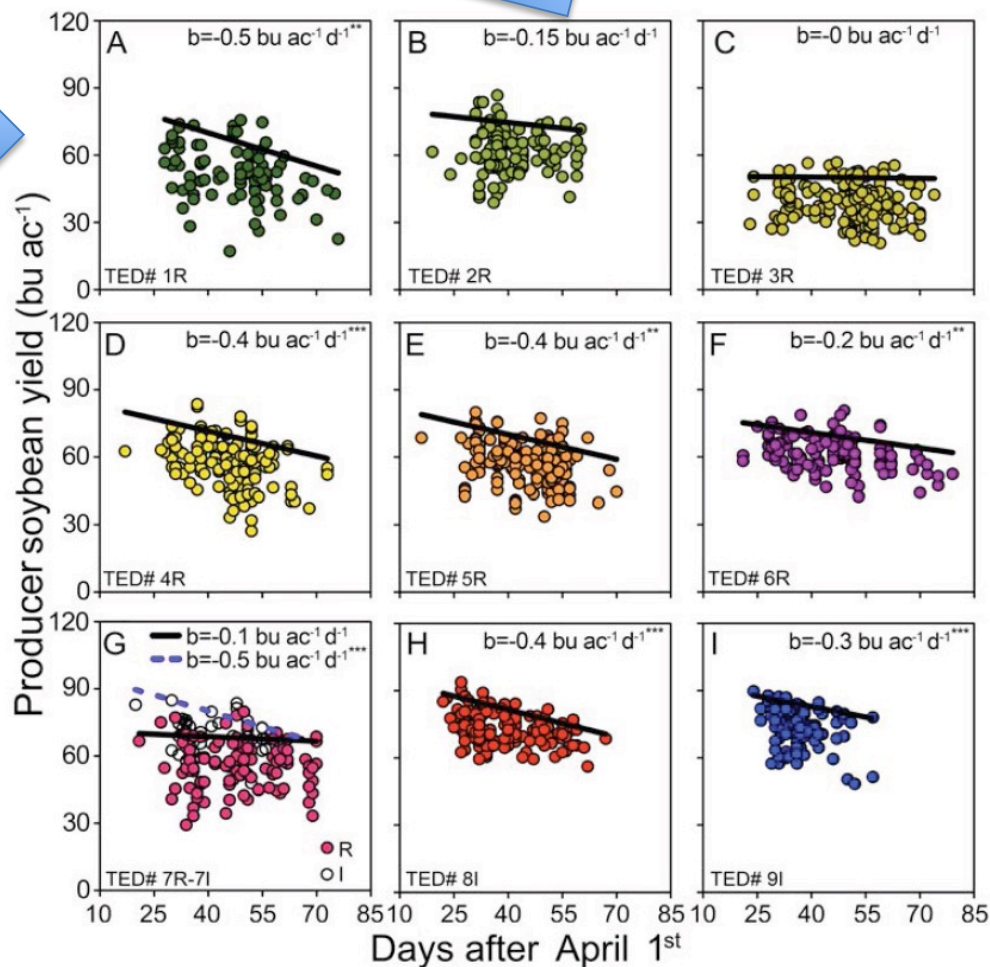 Producer soybean yield (bu ac⁻¹)
120
90
60
30
0
A
b=-0.5 bu ac⁻¹ d⁻¹**
TED# 1R
B
b=-0.15 bu ac⁻¹ d⁻¹
TED# 2R
C
b=-0 bu ac⁻¹ d⁻¹
TED# 3R
120
90
60
30
0
D
b=-0.4 bu ac⁻¹ d⁻¹***
TED# 4R
E
b=-0.4 bu ac⁻¹ d⁻¹**
TED# 5R
F
b=-0.2 bu ac⁻¹ d⁻¹**
TED# 6R
120
90
60
30
0
G
b=-0.1 bu ac⁻¹ d⁻¹
b=-0.5 bu ac⁻¹ d⁻¹***
R
I
TED# 7R-7I
H
b=-0.4 bu ac⁻¹ d⁻¹***
TED# 8I
I
b=-0.3 bu ac⁻¹ d⁻¹***
TED# 9I
10 25 40 55 70 85
10 25 40 55 70 85
10 25 40 55 70 85
Days after April 1ˢᵗ